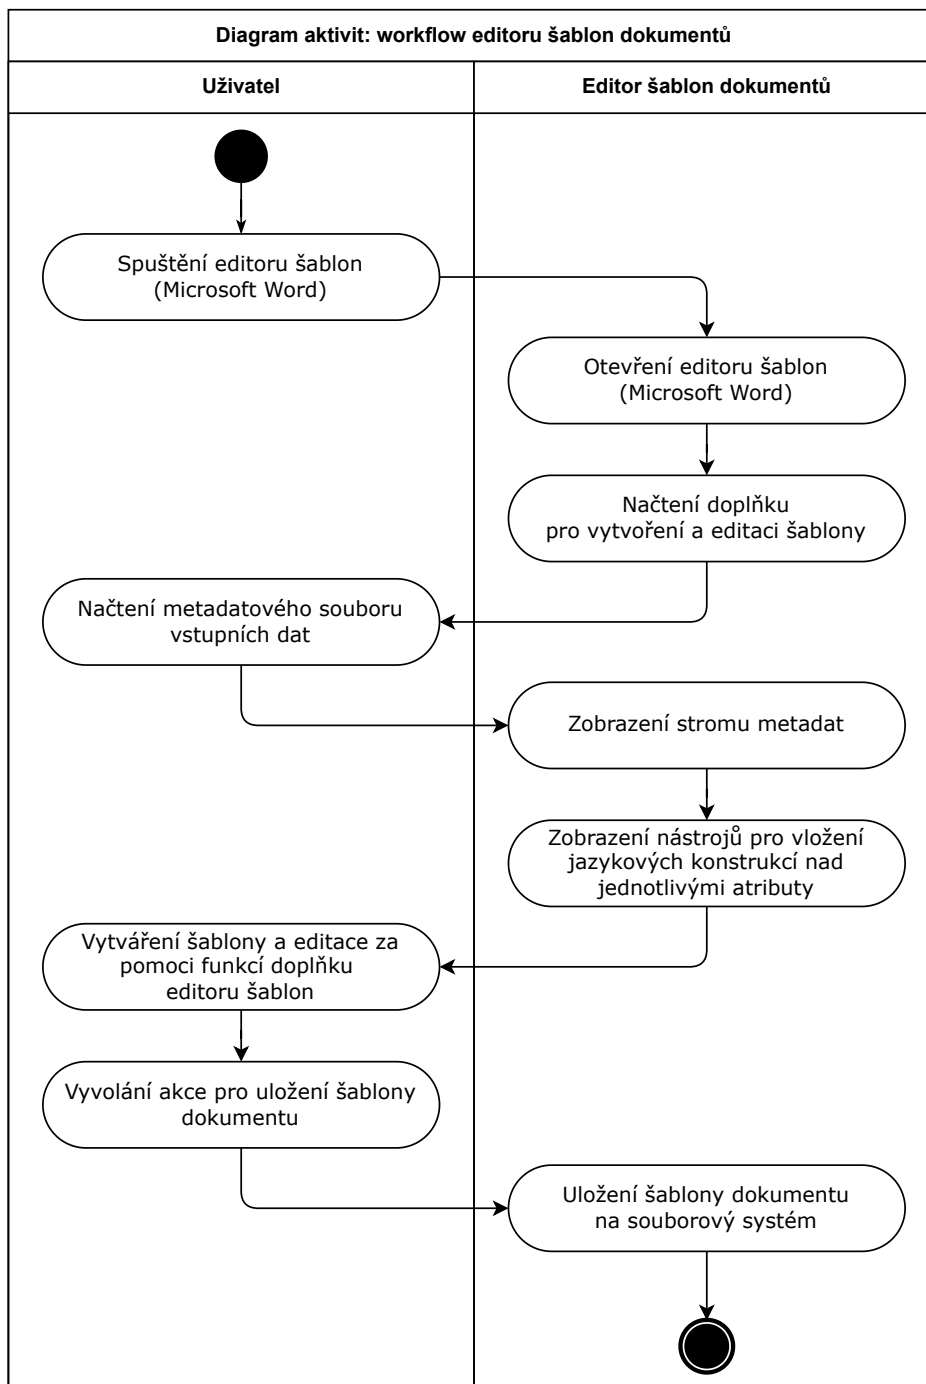 Diagram aktivit: workflow editoru šablon dokumentů
Uživatel
Editor šablon dokumentů
Spuštění editoru šablon
(Microsoft Word)
Otevření editoru šablon
(Microsoft Word)
Načtení doplňku
pro vytvoření a editaci šablony
Načtení metadatového souboru
vstupních dat
Zobrazení stromu metadat
Zobrazení nástrojů pro vložení
jazykových konstrukcí nad
jednotlivými atributy
Vytváření šablony a editace za
pomoci funkcí doplňku
editoru šablon
Vyvolání akce pro uložení šablony
dokumentu
Uložení šablony dokumentu
na souborový systém